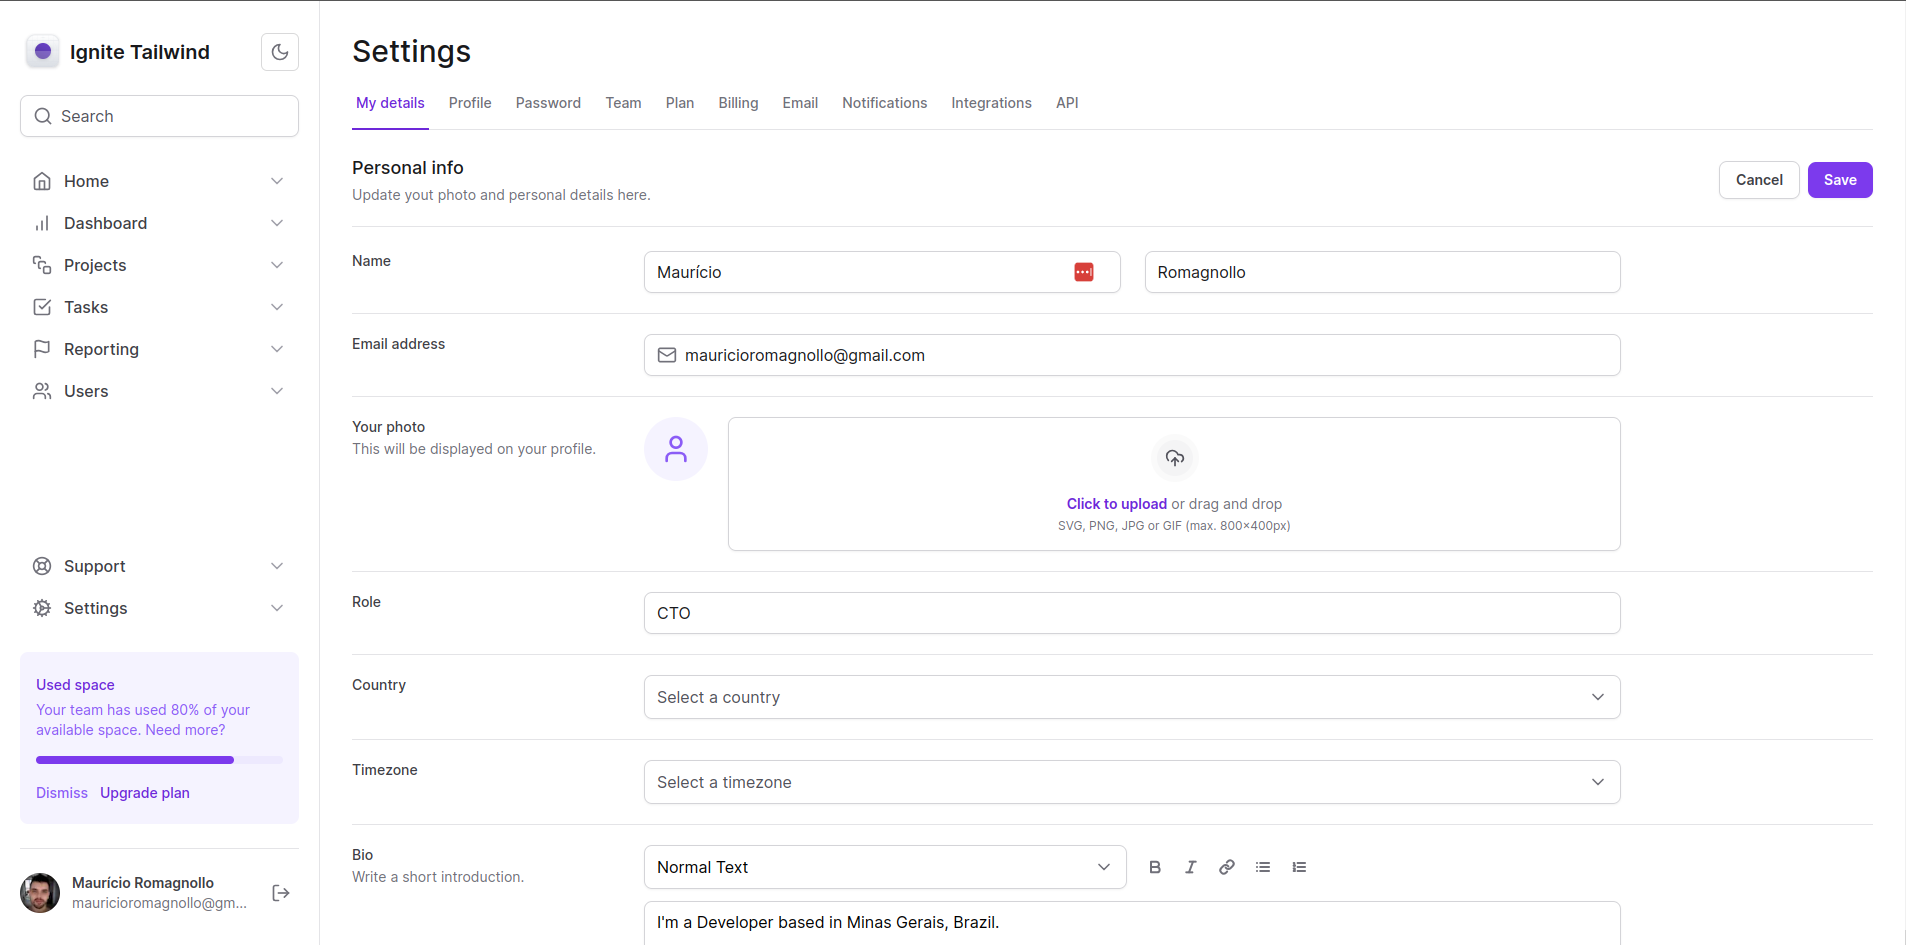 Ignite Tailwind
Search
Home
Dashboard
Projects
Tasks
Reporting
Users
Support
Settings
Used space
Your team has used 80% of your
available space. Need more?
Dismiss Upgrade plan
Maurício Romagnollo
mauricioromagnollo@gm...
Settings
My details Profile Password Team Plan Billing Email Notifications Integrations API
Personal info
Update yout photo and personal details here.
Cancel Save
Name
Maurício Romagnollo
Email address
mauricioromagnollo@gmail.com
Your photo
This will be displayed on your profile.
Click to upload or drag and drop
SVG, PNG, JPG or GIF (max. 800×400px)
Role
CTO
Country
Select a country
Timezone
Select a timezone
Bio
Write a short introduction.
Normal Text
I'm a Developer based in Minas Gerais, Brazil.